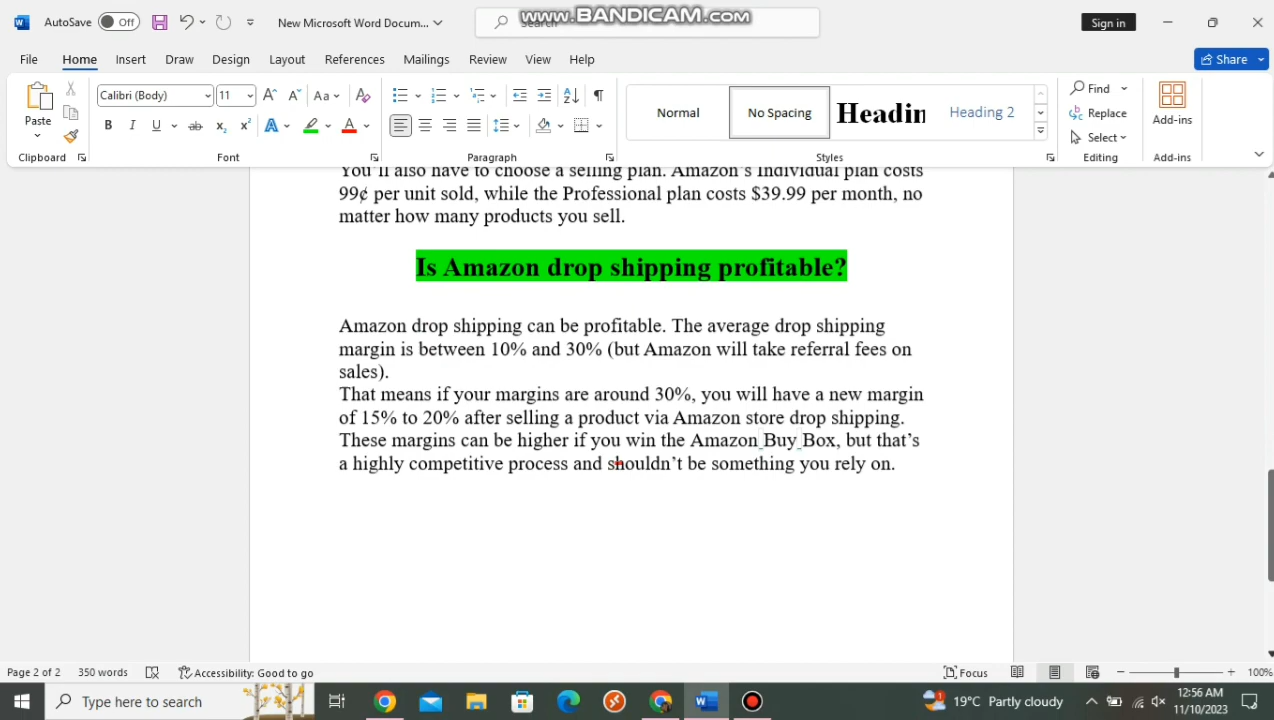 www.BANDICAM.com
AutoSave Off New Microsoft Word Docum... Search Sign in
File Home Insert Draw Design Layout References Mailings Review View Help Share
Paste Calibri (Body) 11 Aa Normal No Spacing Headin Heading 2 Find Replace Select Add-ins
Clipboard Font Paragraph Styles Editing Add-ins
You'll also have to choose a selling plan. Amazon's Individual plan costs
99¢ per unit sold, while the Professional plan costs $39.99 per month, no
matter how many products you sell.
Is Amazon drop shipping profitable?
Amazon drop shipping can be profitable. The average drop shipping
margin is between 10% and 30% (but Amazon will take referral fees on
sales).
That means if your margins are around 30%, you will have a new margin
of 15% to 20% after selling a product via Amazon store drop shipping.
These margins can be higher if you win the Amazon Buy Box, but that's
a highly competitive process and shouldn't be something you rely on.
Page 2 of 2 350 words Accessibility: Good to go Focus 100%
Type here to search 19°C Partly cloudy 12:56 AM
11/10/2023